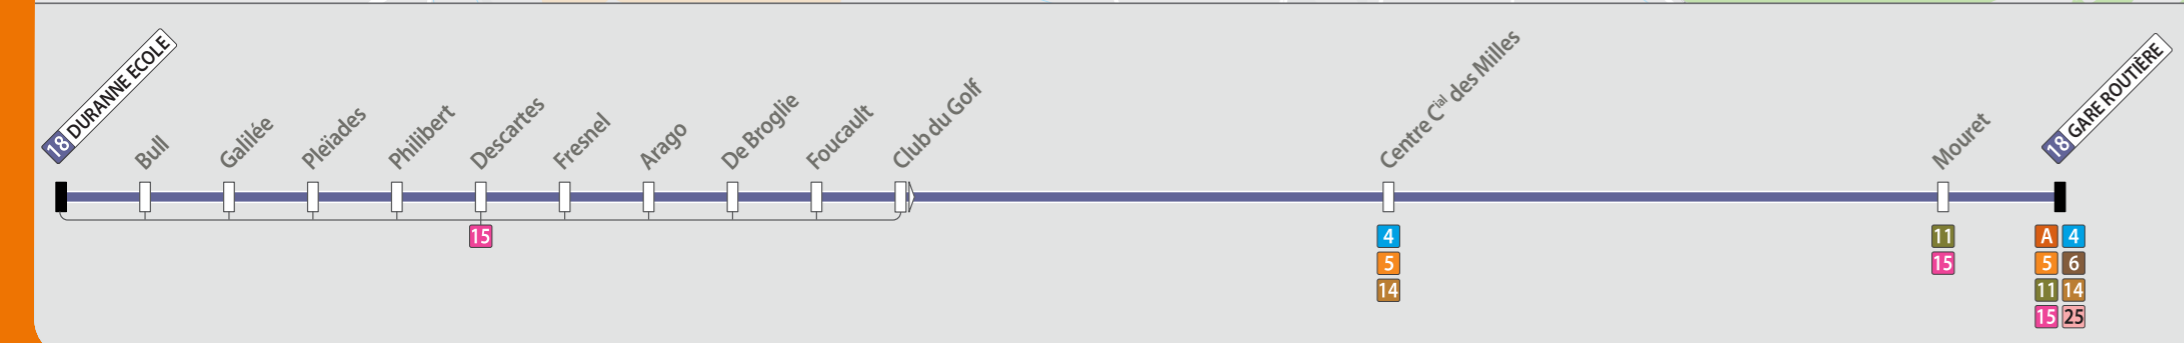 18 DURANNE ECOLE
Bull
Galilée
Pleïades
Philibert
Descartes
Fresnel
Arago
De Broglie
Foucault
Club du Golf
Centre Cial des Milles
Mouret
18 GARE ROUTIÈRE
15
4
5
14
11
15
A 4
5 6
11 14
15 25